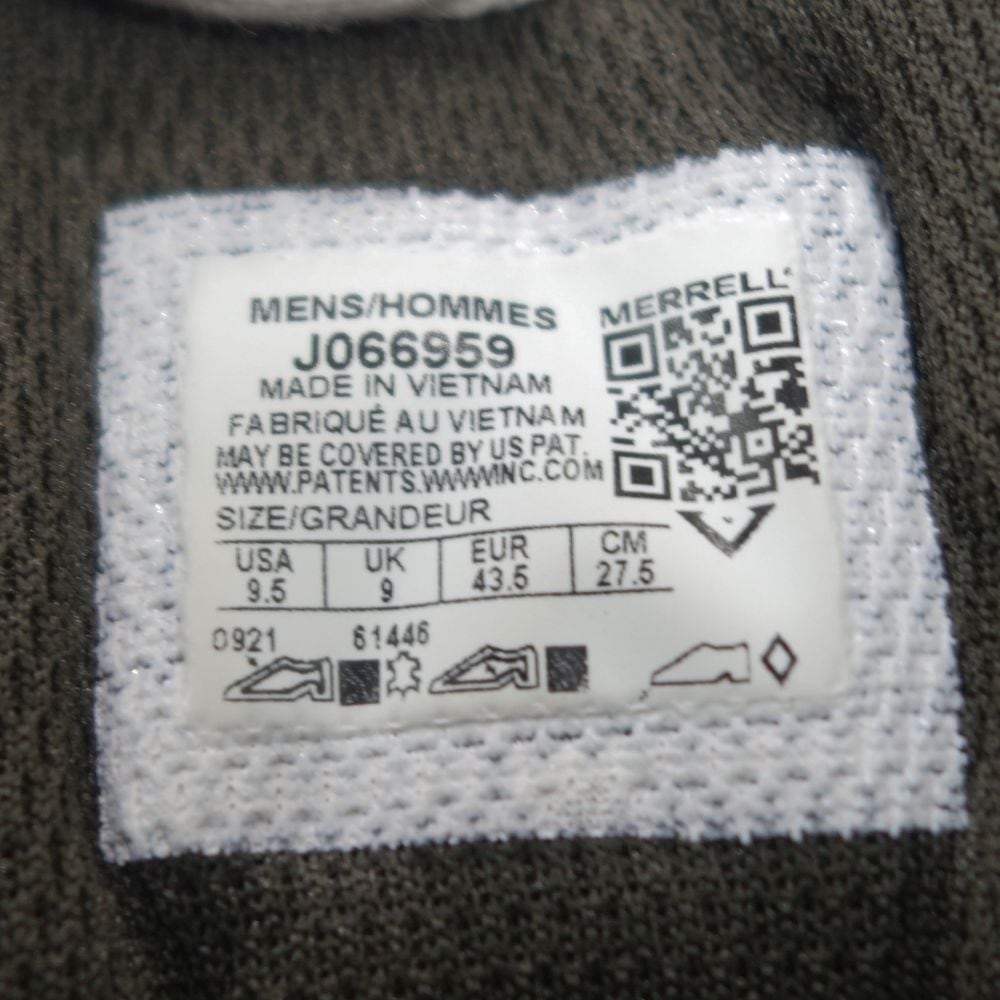 MENS/HOMMES
J066959
MADE IN VIETNAM
FABRIQUÉ AU VIETNAM
MAY BE COVERED BY US PAT.
WWW.PATENTS.WWWINC.COM
MERRELL
SIZE/GRANDEUR
USA UK EUR CM
9.5 9 43.5 27.5
0921 61446